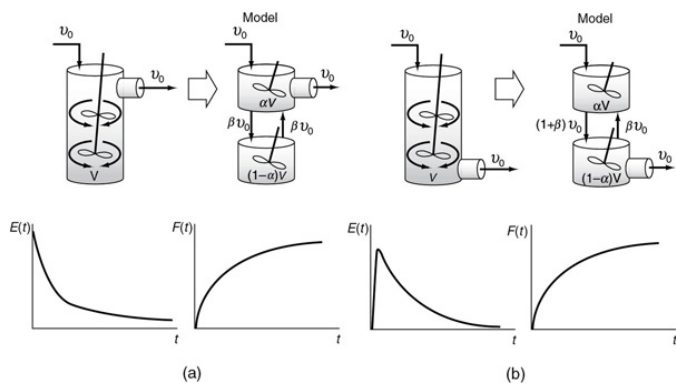 Model
Model
υ₀
υ₀
υ₀
υ₀
υ₀
αV
αV
βυ₀
βυ₀
(1+β)υ₀
βυ₀
υ₀
V
(1−α)V
V
υ₀
(1−α)V
E(t)
F(t)
E(t)
F(t)
t
t
t
t
(a)
(b)